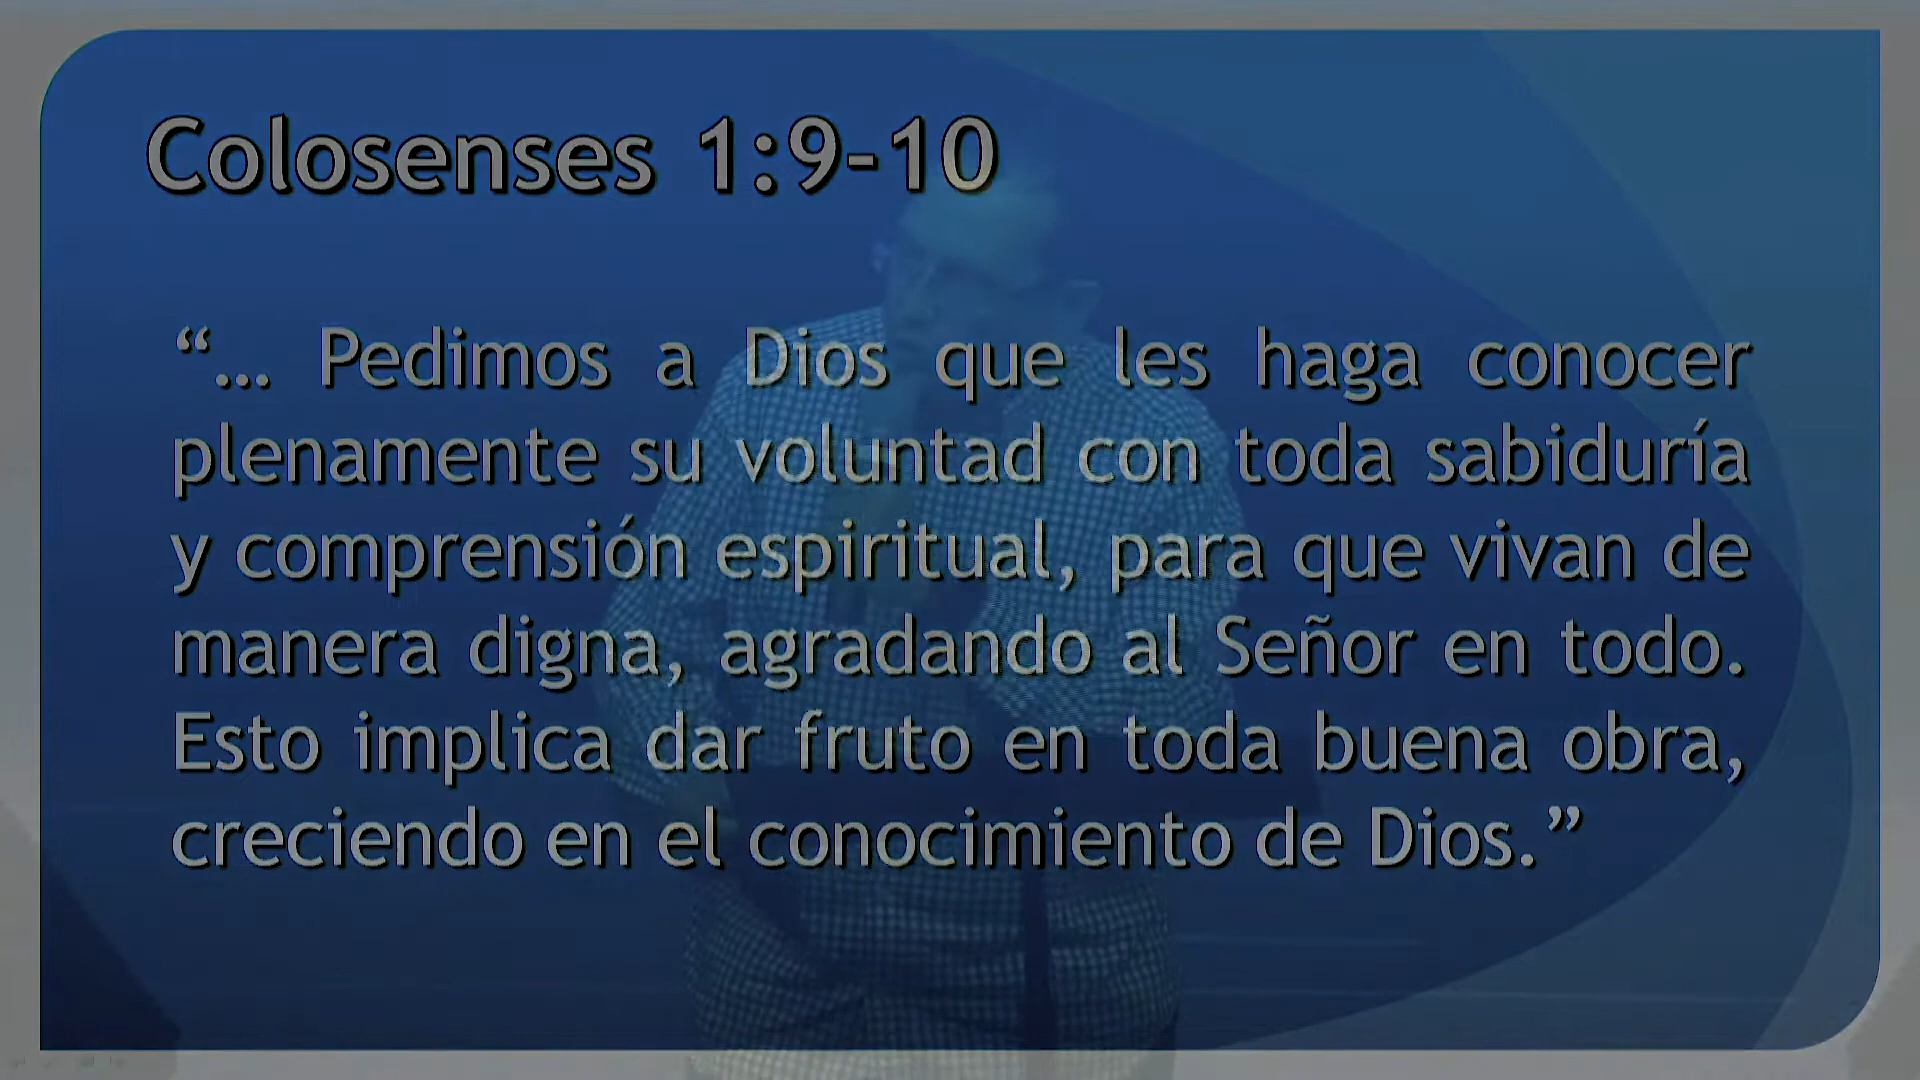 Colosenses 1:9-10
“… Pedimos a Dios que les haga conocer
plenamente su voluntad con toda sabiduría
y comprensión espiritual, para que vivan de
manera digna, agradando al Señor en todo.
Esto implica dar fruto en toda buena obra,
creciendo en el conocimiento de Dios.”